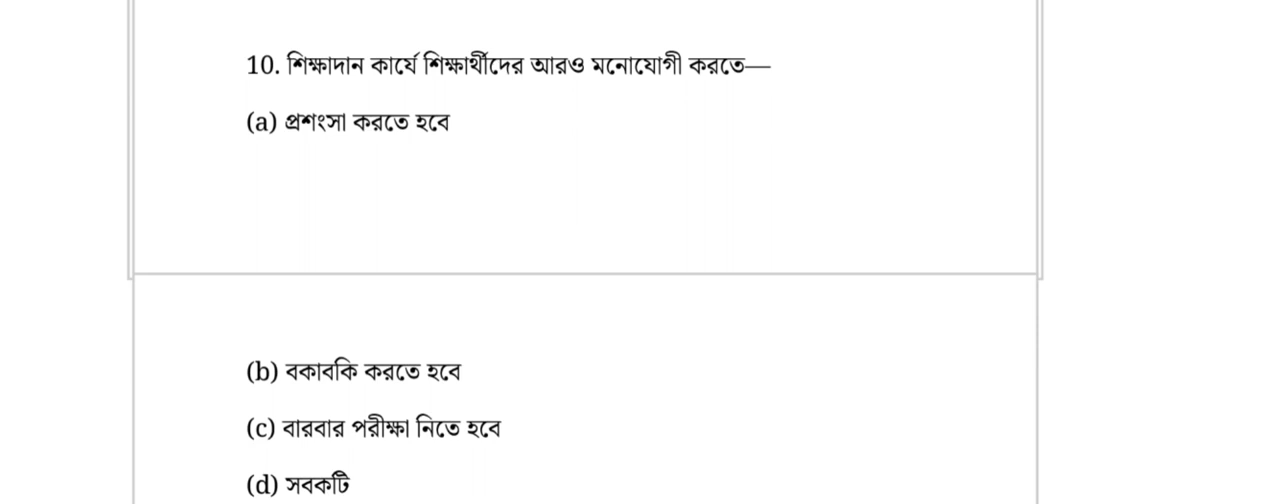 10. শিক্ষাদান কার্যে শিক্ষার্থীদের আরও মনোযোগী করতে—
(a) প্রশংসা করতে হবে
(b) বকাবকি করতে হবে
(c) বারবার পরীক্ষা নিতে হবে
(d) সবকটি